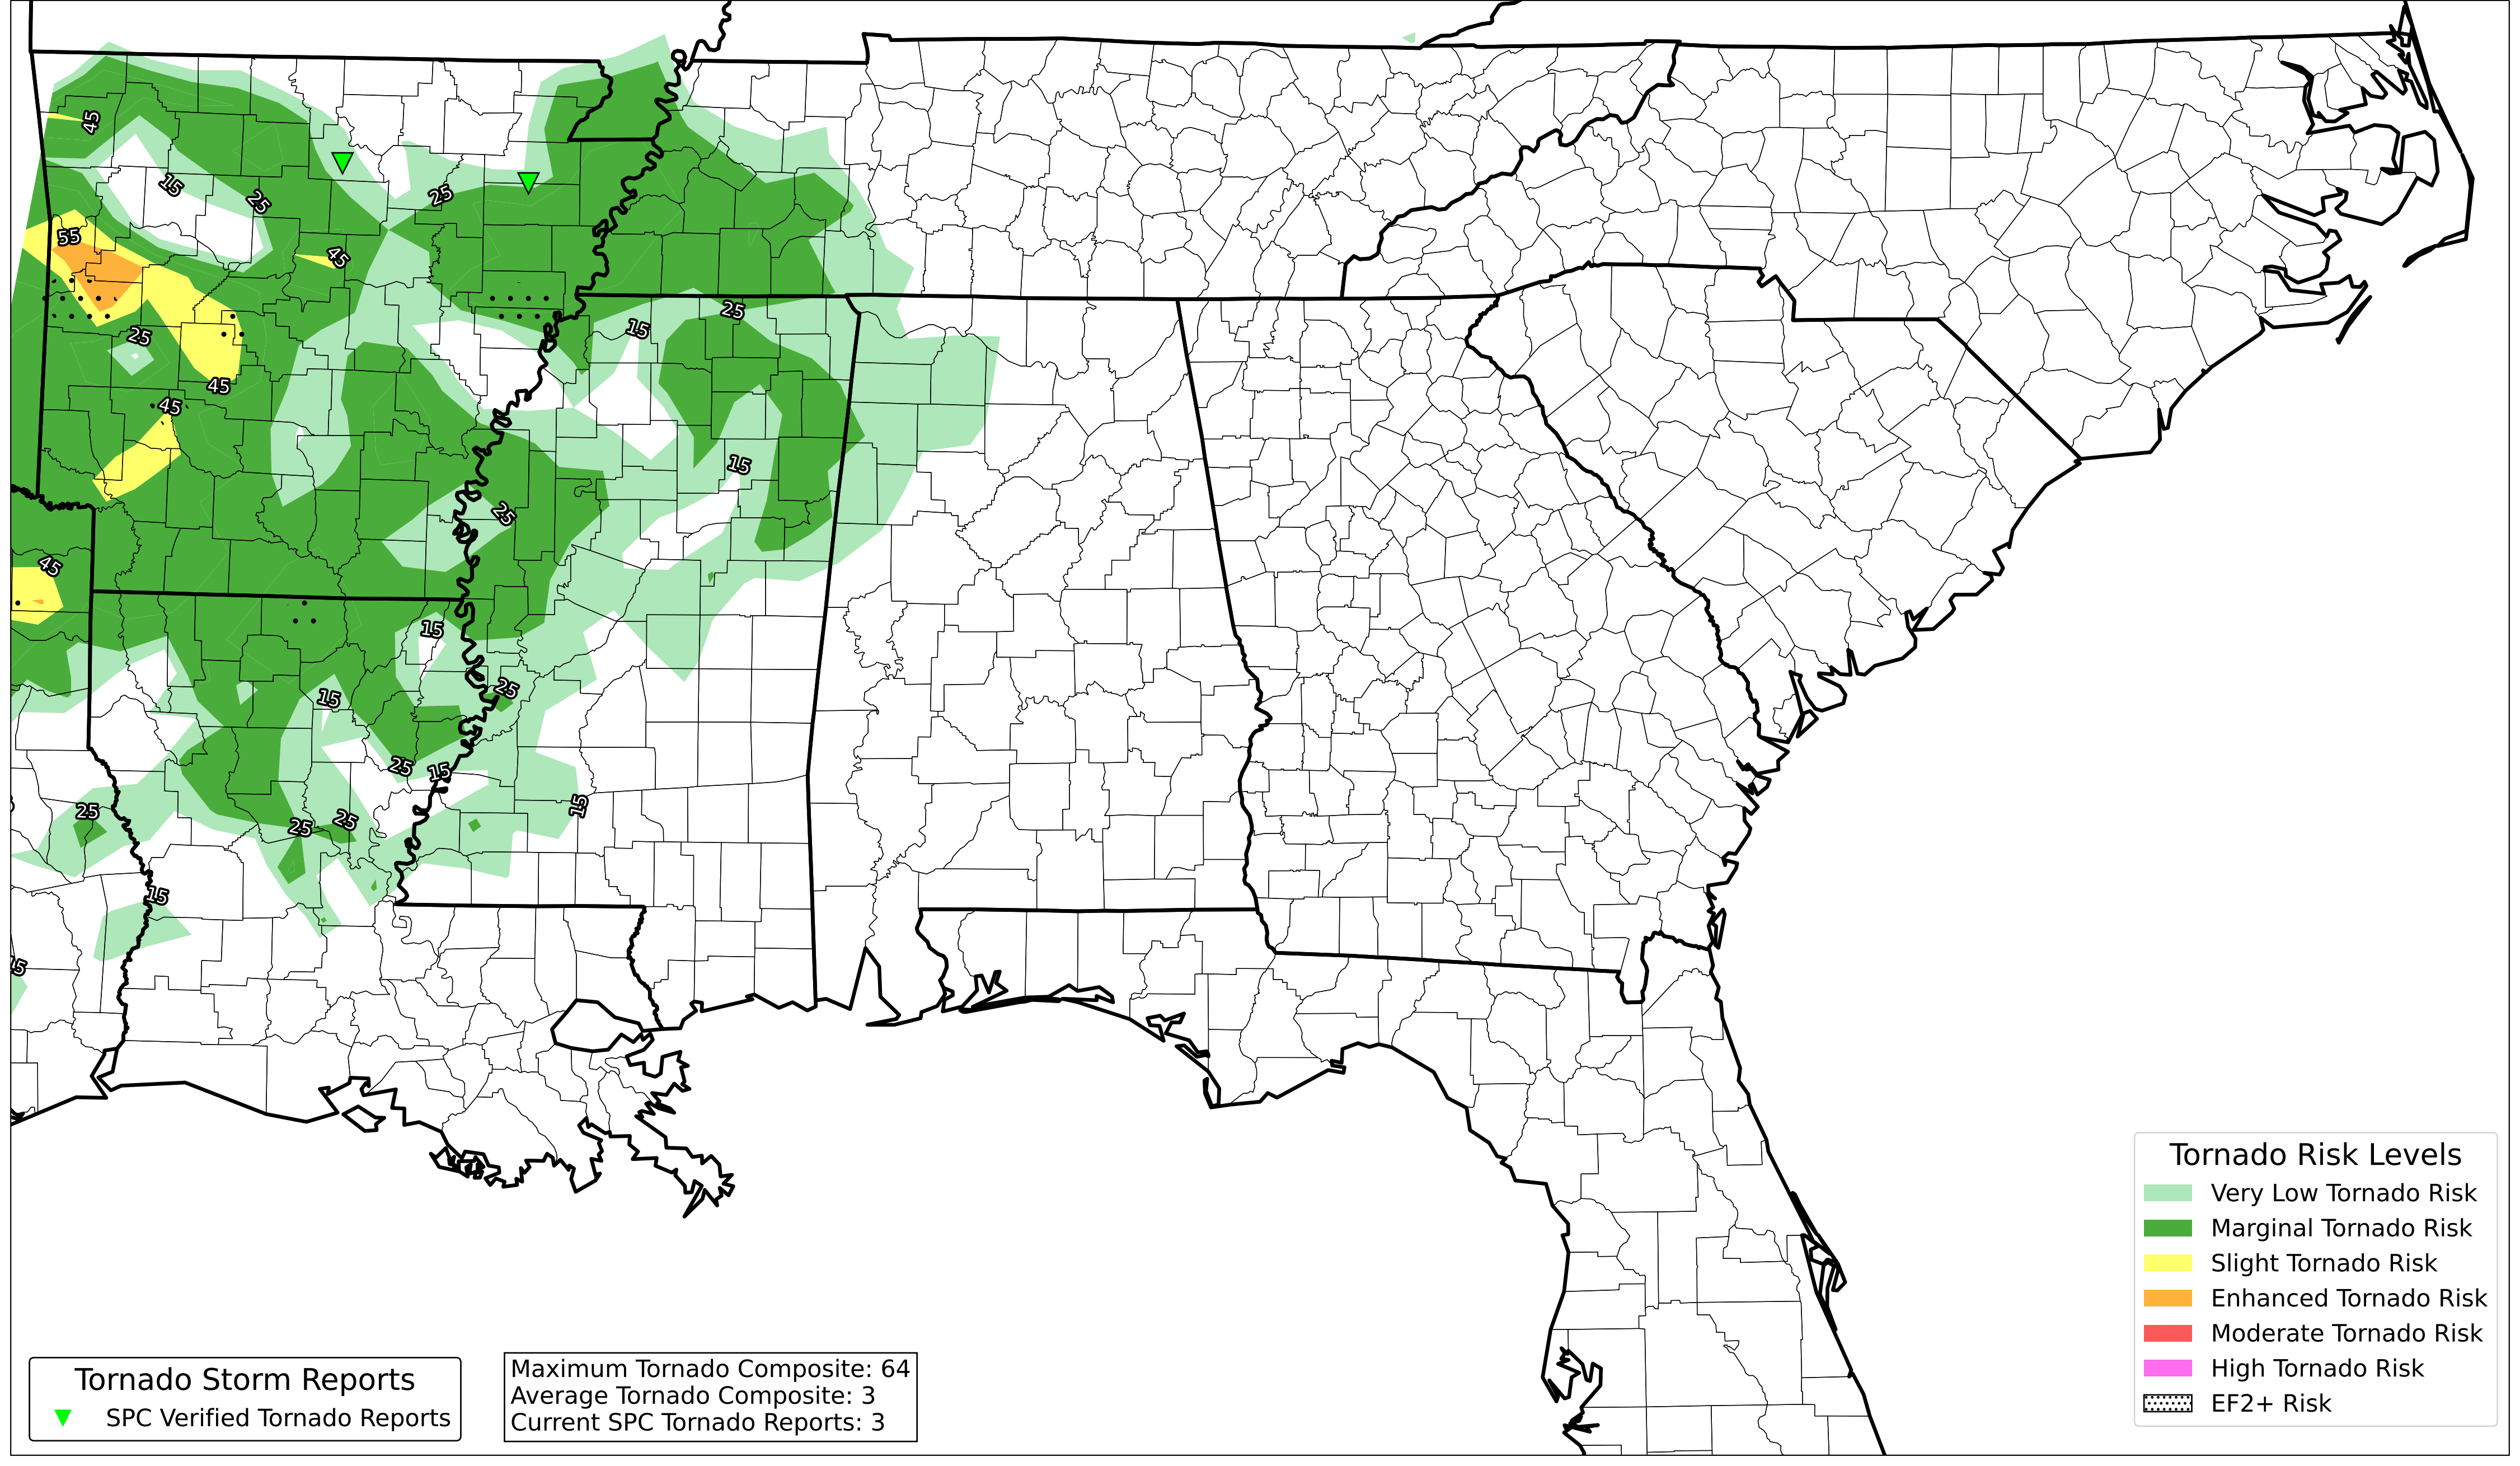 45
15
25
25
55
45
25
15
25
45
45
15
25
45
15
25
15
25
15
25
25
25
15
15
15
Tornado Risk Levels
Very Low Tornado Risk
Marginal Tornado Risk
Slight Tornado Risk
Enhanced Tornado Risk
Moderate Tornado Risk
High Tornado Risk
EF2+ Risk
Tornado Storm Reports
SPC Verified Tornado Reports
Maximum Tornado Composite: 64
Average Tornado Composite: 3
Current SPC Tornado Reports: 3